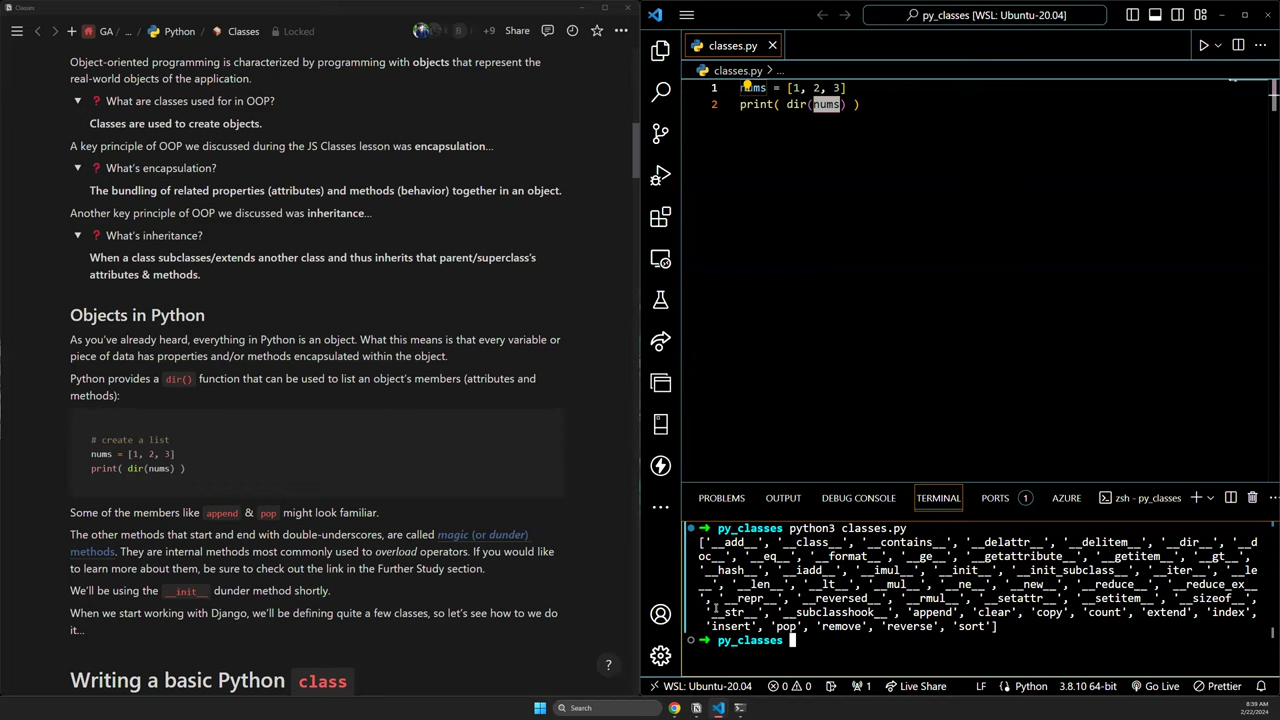 Classes
GA / ... / Python / Classes Locked
B +9 Share
Object-oriented programming is characterized by programming with objects that represent the
real-world objects of the application.
▼ ❓ What are classes used for in OOP?
Classes are used to create objects.
A key principle of OOP we discussed during the JS Classes lesson was encapsulation…
▼ ❓ What's encapsulation?
The bundling of related properties (attributes) and methods (behavior) together in an object.
Another key principle of OOP we discussed was inheritance…
▼ ❓ What's inheritance?
When a class subclasses/extends another class and thus inherits that parent/superclass's
attributes & methods.
Objects in Python
As you've already heard, everything in Python is an object. What this means is that every variable or
piece of data has properties and/or methods encapsulated within the object.
Python provides a dir() function that can be used to list an object's members (attributes and
methods):
# create a list
nums = [1, 2, 3]
print( dir(nums) )
Some of the members like append & pop might look familiar.
The other methods that start and end with double-underscores, are called magic (or dunder)
methods. They are internal methods most commonly used to overload operators. If you would like
to learn more about them, be sure to check out the link in the Further Study section.
We'll be using the __init__ dunder method shortly.
When we start working with Django, we'll be defining quite a few classes, so let's see how to we do
it…
Writing a basic Python class
?
py_classes [WSL: Ubuntu-20.04]
classes.py
classes.py > ...
1 nums = [1, 2, 3]
2 print( dir(nums) )
PROBLEMS OUTPUT DEBUG CONSOLE TERMINAL PORTS 1 AZURE zsh - py_classes
➜ py_classes python3 classes.py
['__add__', '__class__', '__contains__', '__delattr__', '__delitem__', '__dir__', '__d
oc__', '__eq__', '__format__', '__ge__', '__getattribute__', '__getitem__', '__gt__',
'__hash__', '__iadd__', '__imul__', '__init__', '__init_subclass__', '__iter__', '__le
__', '__len__', '__lt__', '__mul__', '__ne__', '__new__', '__reduce__', '__reduce_ex__
', '__repr__', '__reversed__', '__rmul__', '__setattr__', '__setitem__', '__sizeof__',
'__str__', '__subclasshook__', 'append', 'clear', 'copy', 'count', 'extend', 'index',
'insert', 'pop', 'remove', 'reverse', 'sort']
➜ py_classes
WSL: Ubuntu-20.04 0 0 1 Live Share LF Python 3.8.10 64-bit Go Live Prettier
Search
8:39 AM
2/22/2024